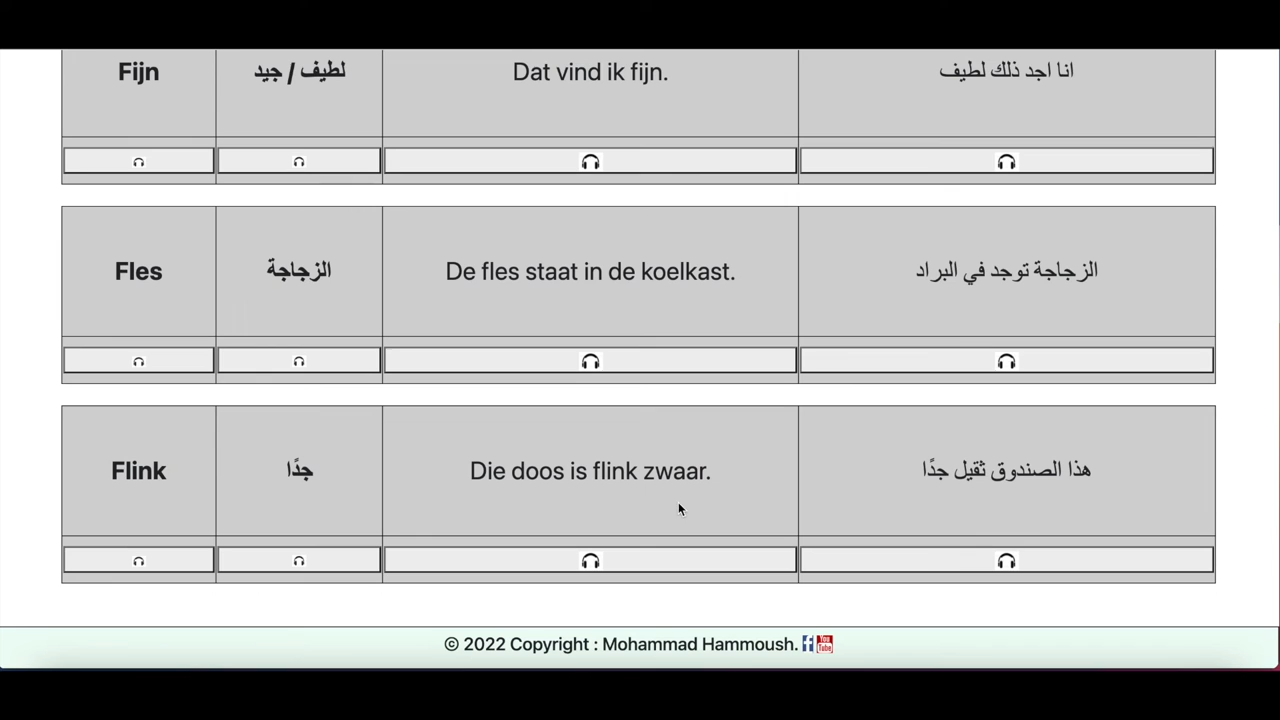 Fijn
لطيف / جيد
Dat vind ik fijn.
انا اجد ذلك لطيف
Fles
الزجاجة
De fles staat in de koelkast.
الزجاجة توجد في البراد
Flink
جدًا
Die doos is flink zwaar.
هذا الصندوق ثقيل جدًا
© 2022 Copyright : Mohammad Hammoush.
You
Tube